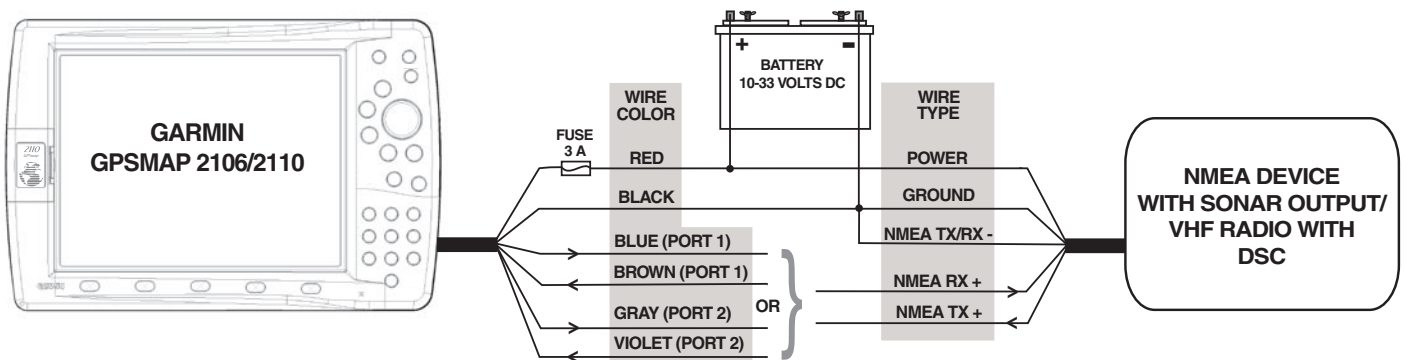 GARMIN
GPSMAP 2106/2110
2110
FUSE
3 A
WIRE
COLOR
RED
BLACK
BLUE (PORT 1)
BROWN (PORT 1)
GRAY (PORT 2)
VIOLET (PORT 2)
OR
+
-
BATTERY
10-33 VOLTS DC
WIRE
TYPE
POWER
GROUND
NMEA TX/RX -
NMEA RX +
NMEA TX +
NMEA DEVICE
WITH SONAR OUTPUT/
VHF RADIO WITH
DSC